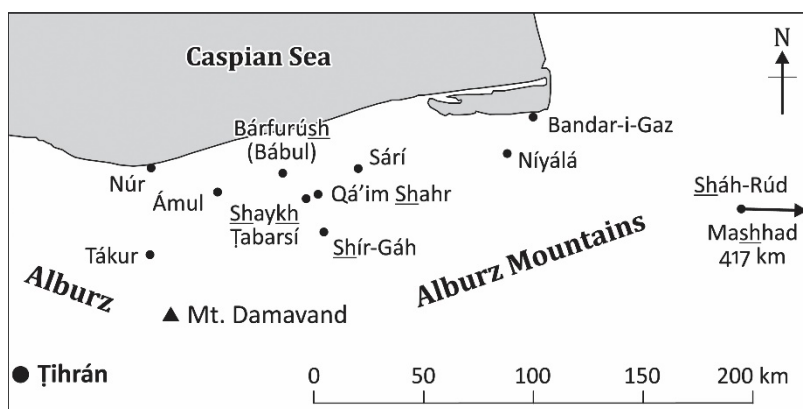 Caspian Sea
N
Bárfurúsh
(Bábul)
Bandar-i-Gaz
Sárí
Níyálá
Núr
Ámul
Qá’im Shahr
Sháh-Rúd
Shaykh
Ṭabarsí
Mashhad
417 km
Shír-Gáh
Tákur
Alburz Mountains
Alburz
Mt. Damavand
Ṭihrán
0 50 100 150 200 km